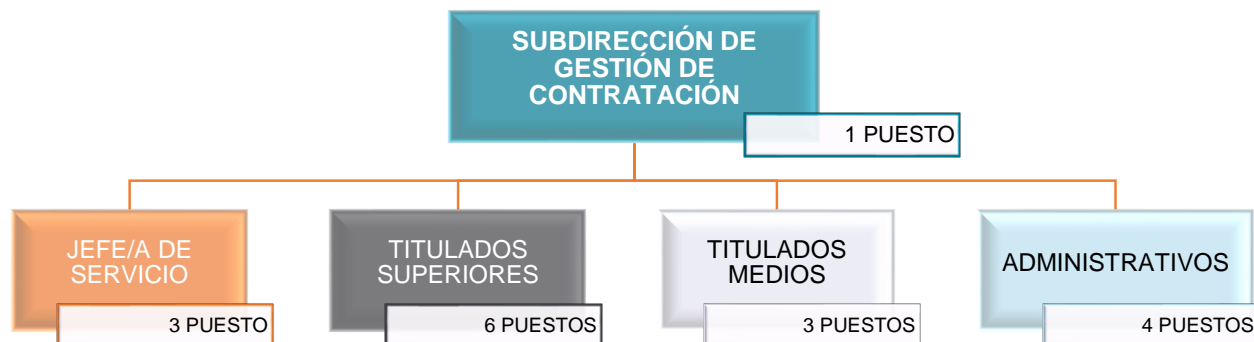 SUBDIRECCIÓN DE
GESTIÓN DE
CONTRATACIÓN
1 PUESTO
JEFE/A DE
SERVICIO
3 PUESTO
TITULADOS
SUPERIORES
6 PUESTOS
TITULADOS
MEDIOS
3 PUESTOS
ADMINISTRATIVOS
4 PUESTOS